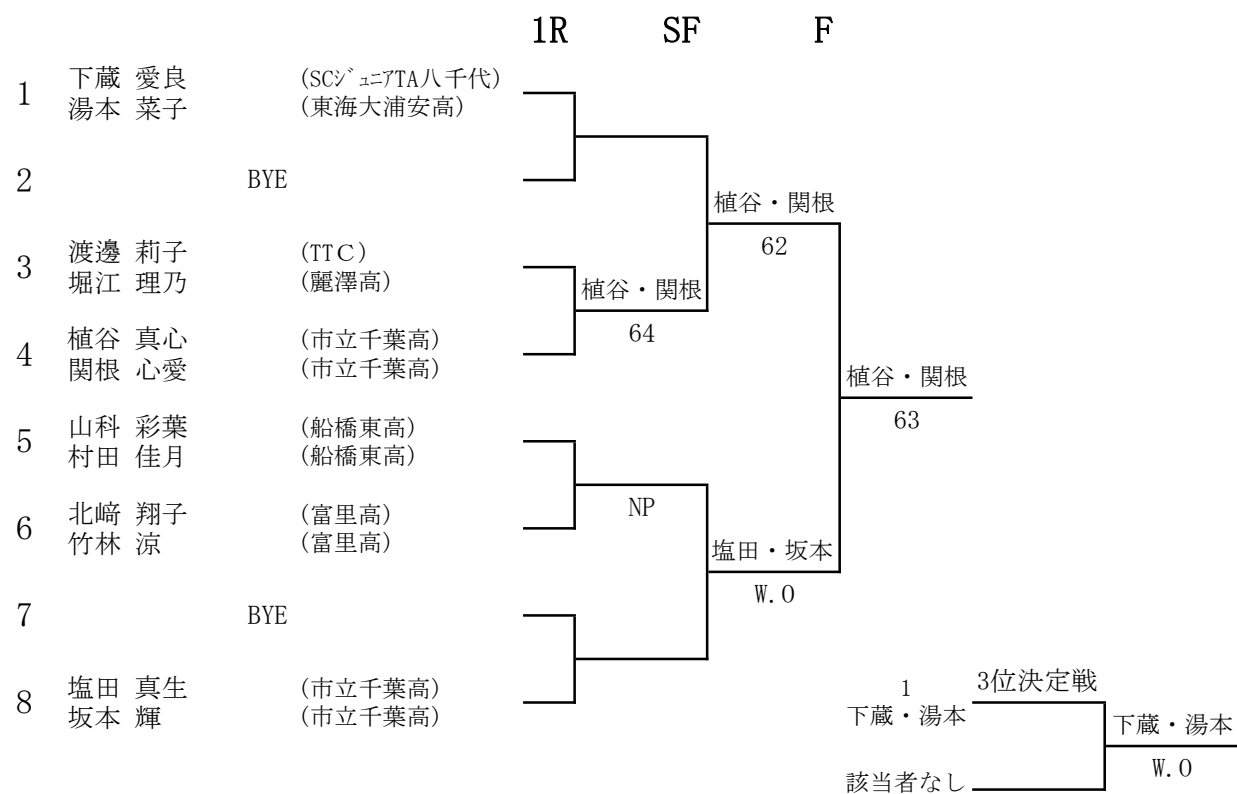 1R SF F
1 下蔵 愛良 (SCジュニアTA八千代)
湯本 菜子 (東海大浦安高)
2 BYE
植谷・関根
62
3 渡邊 莉子 (TTC)
堀江 理乃 (麗澤高)
植谷・関根
64
4 植谷 真心 (市立千葉高)
関根 心愛 (市立千葉高)
植谷・関根
63
5 山科 彩葉 (船橋東高)
村田 佳月 (船橋東高)
NP
6 北﨑 翔子 (富里高)
竹林 涼 (富里高)
塩田・坂本
W.O
7 BYE
8 塩田 真生 (市立千葉高)
坂本 輝 (市立千葉高)
3位決定戦
1
下蔵・湯本
下蔵・湯本
W.O
該当者なし